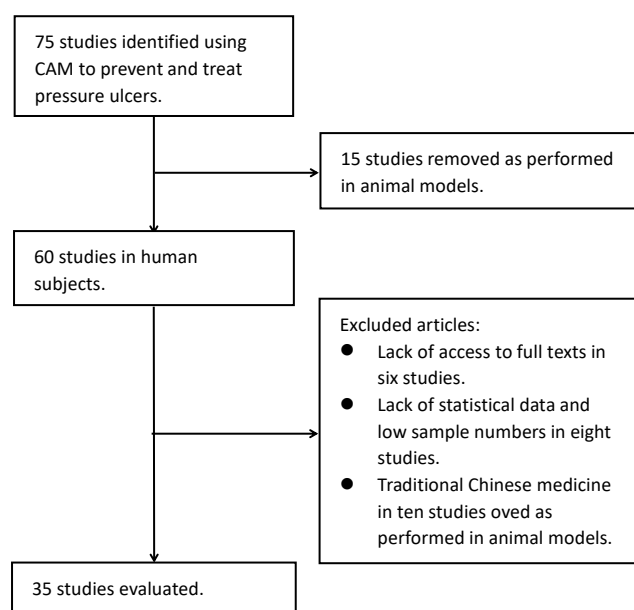 75 studies identified using
CAM to prevent and treat
pressure ulcers.
15 studies removed as performed
in animal models.
60 studies in human
subjects.
Excluded articles:
● Lack of access to full texts in
six studies.
● Lack of statistical data and
low sample numbers in eight
studies.
● Traditional Chinese medicine
in ten studies oved as
performed in animal models.
35 studies evaluated.